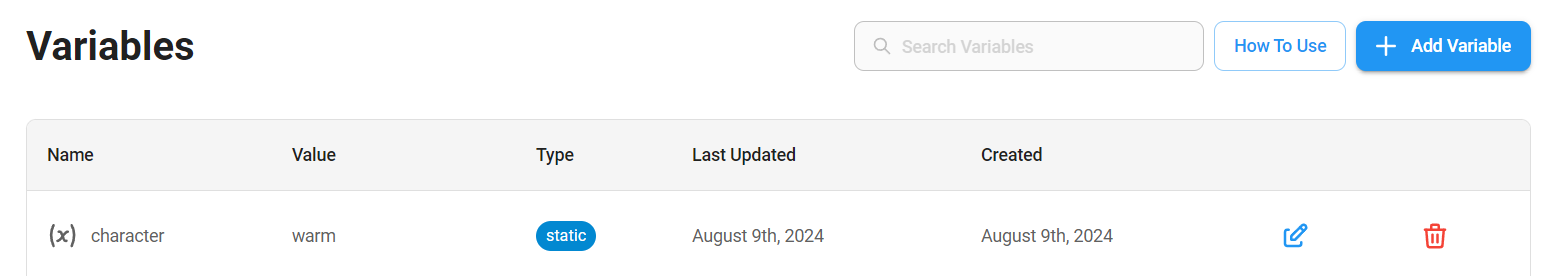 Variables
Search Variables
How To Use
Add Variable
Name Value Type Last Updated Created
(x) character warm static August 9th, 2024 August 9th, 2024